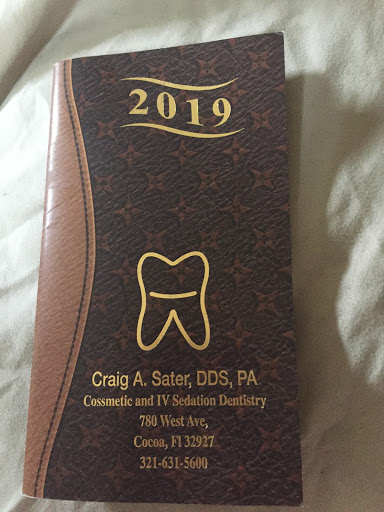 2019
Craig A. Sater, DDS, PA
Cossmetic and IV Sedation Dentistry
780 West Ave,
Cocoa, Fl 32927
321-631-5600